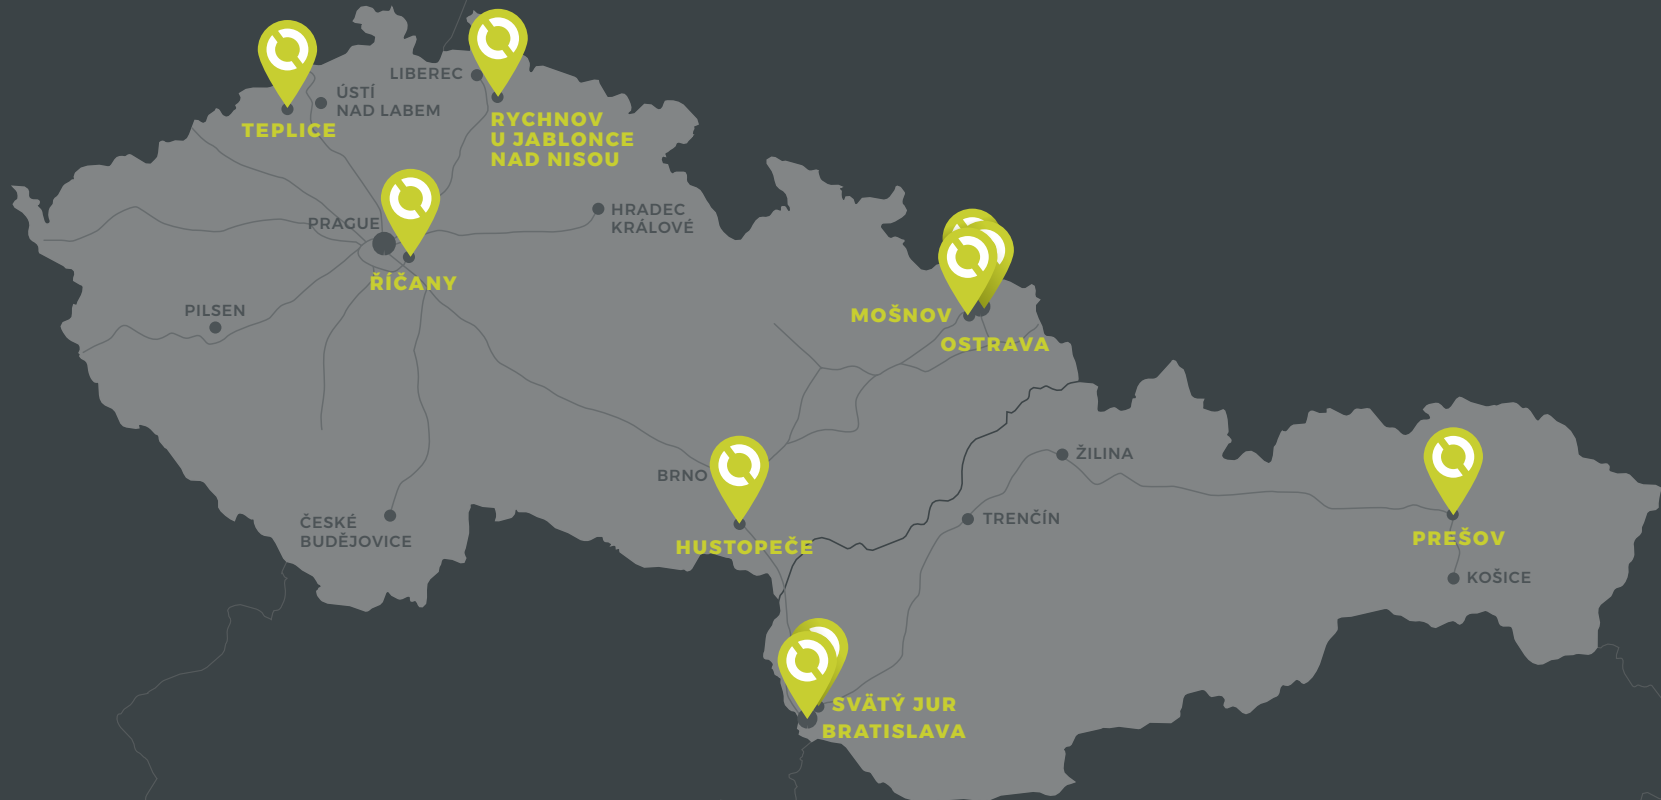 LIBEREC
ÚSTÍ
NAD LABEM
TEPLICE
RYCHNOV
U JABLONCE
NAD NISOU
PRAGUE
HRADEC
KRÁLOVÉ
ŘÍČANY
PILSEN
MOŠNOV
OSTRAVA
BRNO
ŽILINA
ČESKÉ
BUDĚJOVICE
TRENČÍN
HUSTOPEČE
PREŠOV
KOŠICE
SVÄTÝ JUR
BRATISLAVA